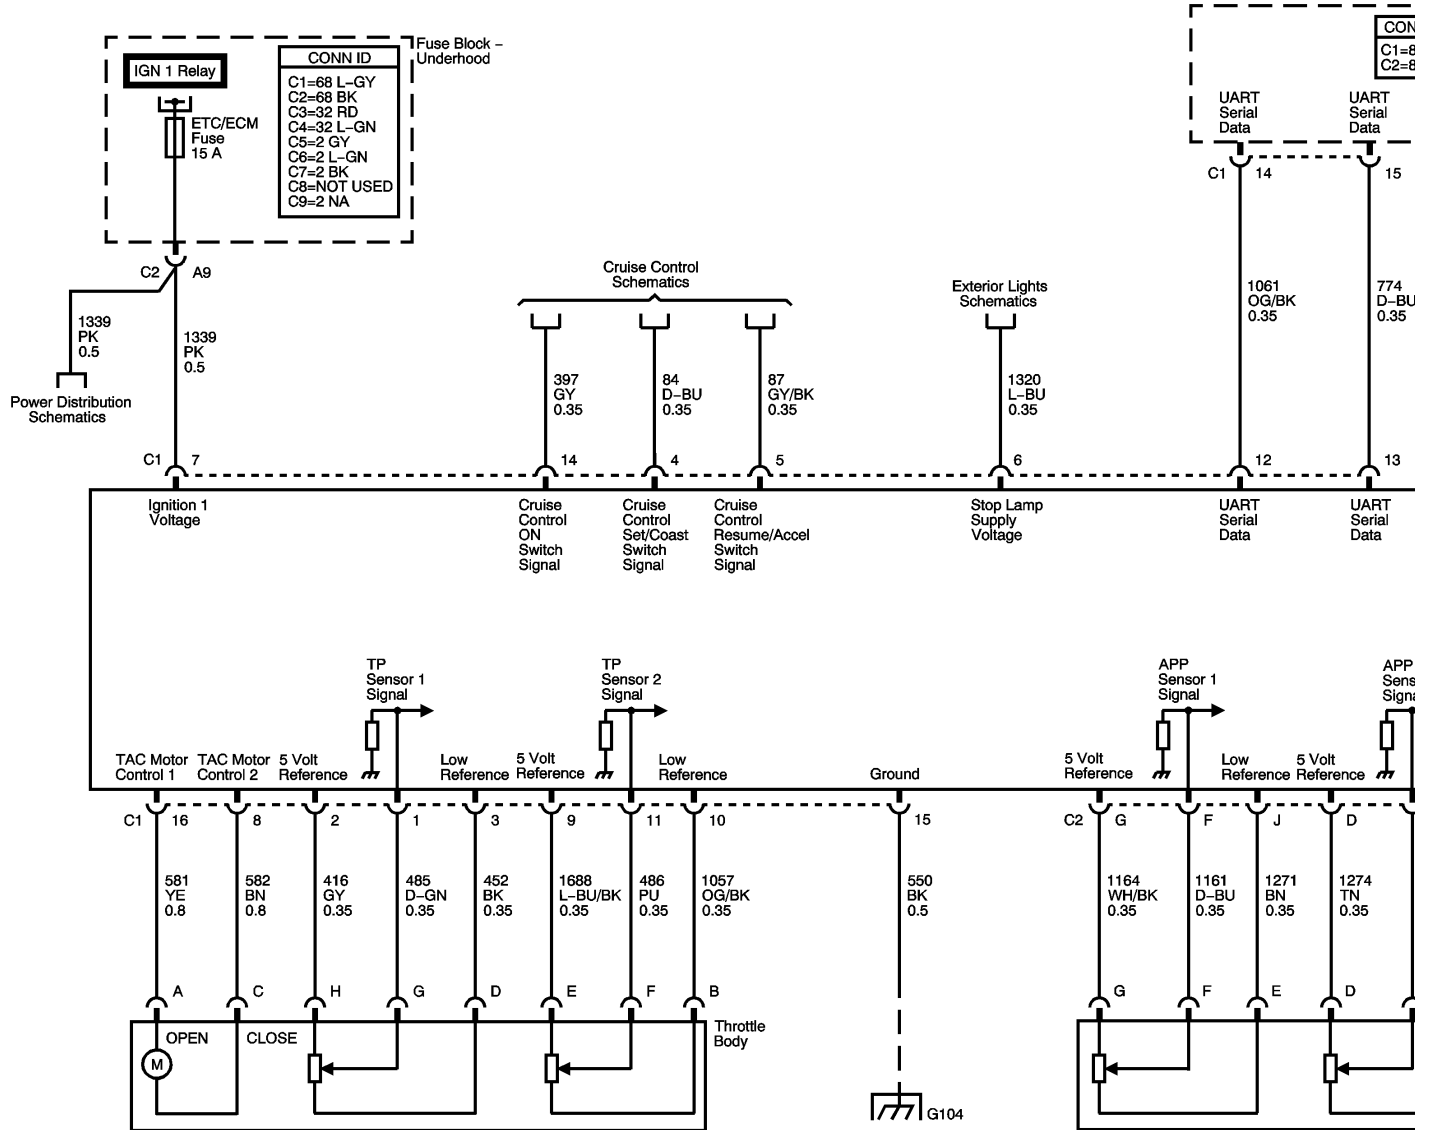 Fuse Block –
Underhood
IGN 1 Relay
ETC/ECM
Fuse
15 A
CONN ID
C1=68 L–GY
C2=68 BK
C3=32 RD
C4=32 L–GN
C5=2 GY
C6=2 L–GN
C7=2 BK
C8=NOT USED
C9=2 NA
CON
C1=8
C2=8
UART
Serial
Data
UART
Serial
Data
C1 14 15
C2 A9
1339
PK
0.5
1339
PK
0.5
Power Distribution
Schematics
Cruise Control
Schematics
Exterior Lights
Schematics
397
GY
0.35
84
D–BU
0.35
87
GY/BK
0.35
1320
L–BU
0.35
1061
OG/BK
0.35
774
D–BU
0.35
C1 7 14 4 5 6 12 13
Ignition 1
Voltage
Cruise
Control
ON
Switch
Signal
Cruise
Control
Set/Coast
Switch
Signal
Cruise
Control
Resume/Accel
Switch
Signal
Stop Lamp
Supply
Voltage
UART
Serial
Data
UART
Serial
Data
TP
Sensor 1
Signal
TP
Sensor 2
Signal
APP
Sensor 1
Signal
APP
Sens
Signa
TAC Motor
Control 1
TAC Motor
Control 2
5 Volt
Reference
Low
Reference
5 Volt
Reference
Low
Reference
Ground
5 Volt
Reference
Low
Reference
5 Volt
Reference
C1 16 8 2 1 3 9 11 10 15 C2 G F J D
581
YE
0.8
582
BN
0.8
416
GY
0.35
485
D–GN
0.35
452
BK
0.35
1688
L–BU/BK
0.35
486
PU
0.35
1057
OG/BK
0.35
550
BK
0.5
1164
WH/BK
0.35
1161
D–BU
0.35
1271
BN
0.35
1274
TN
0.35
A C H G D E F B G F E D
OPEN CLOSE
M
Throttle
Body
G104